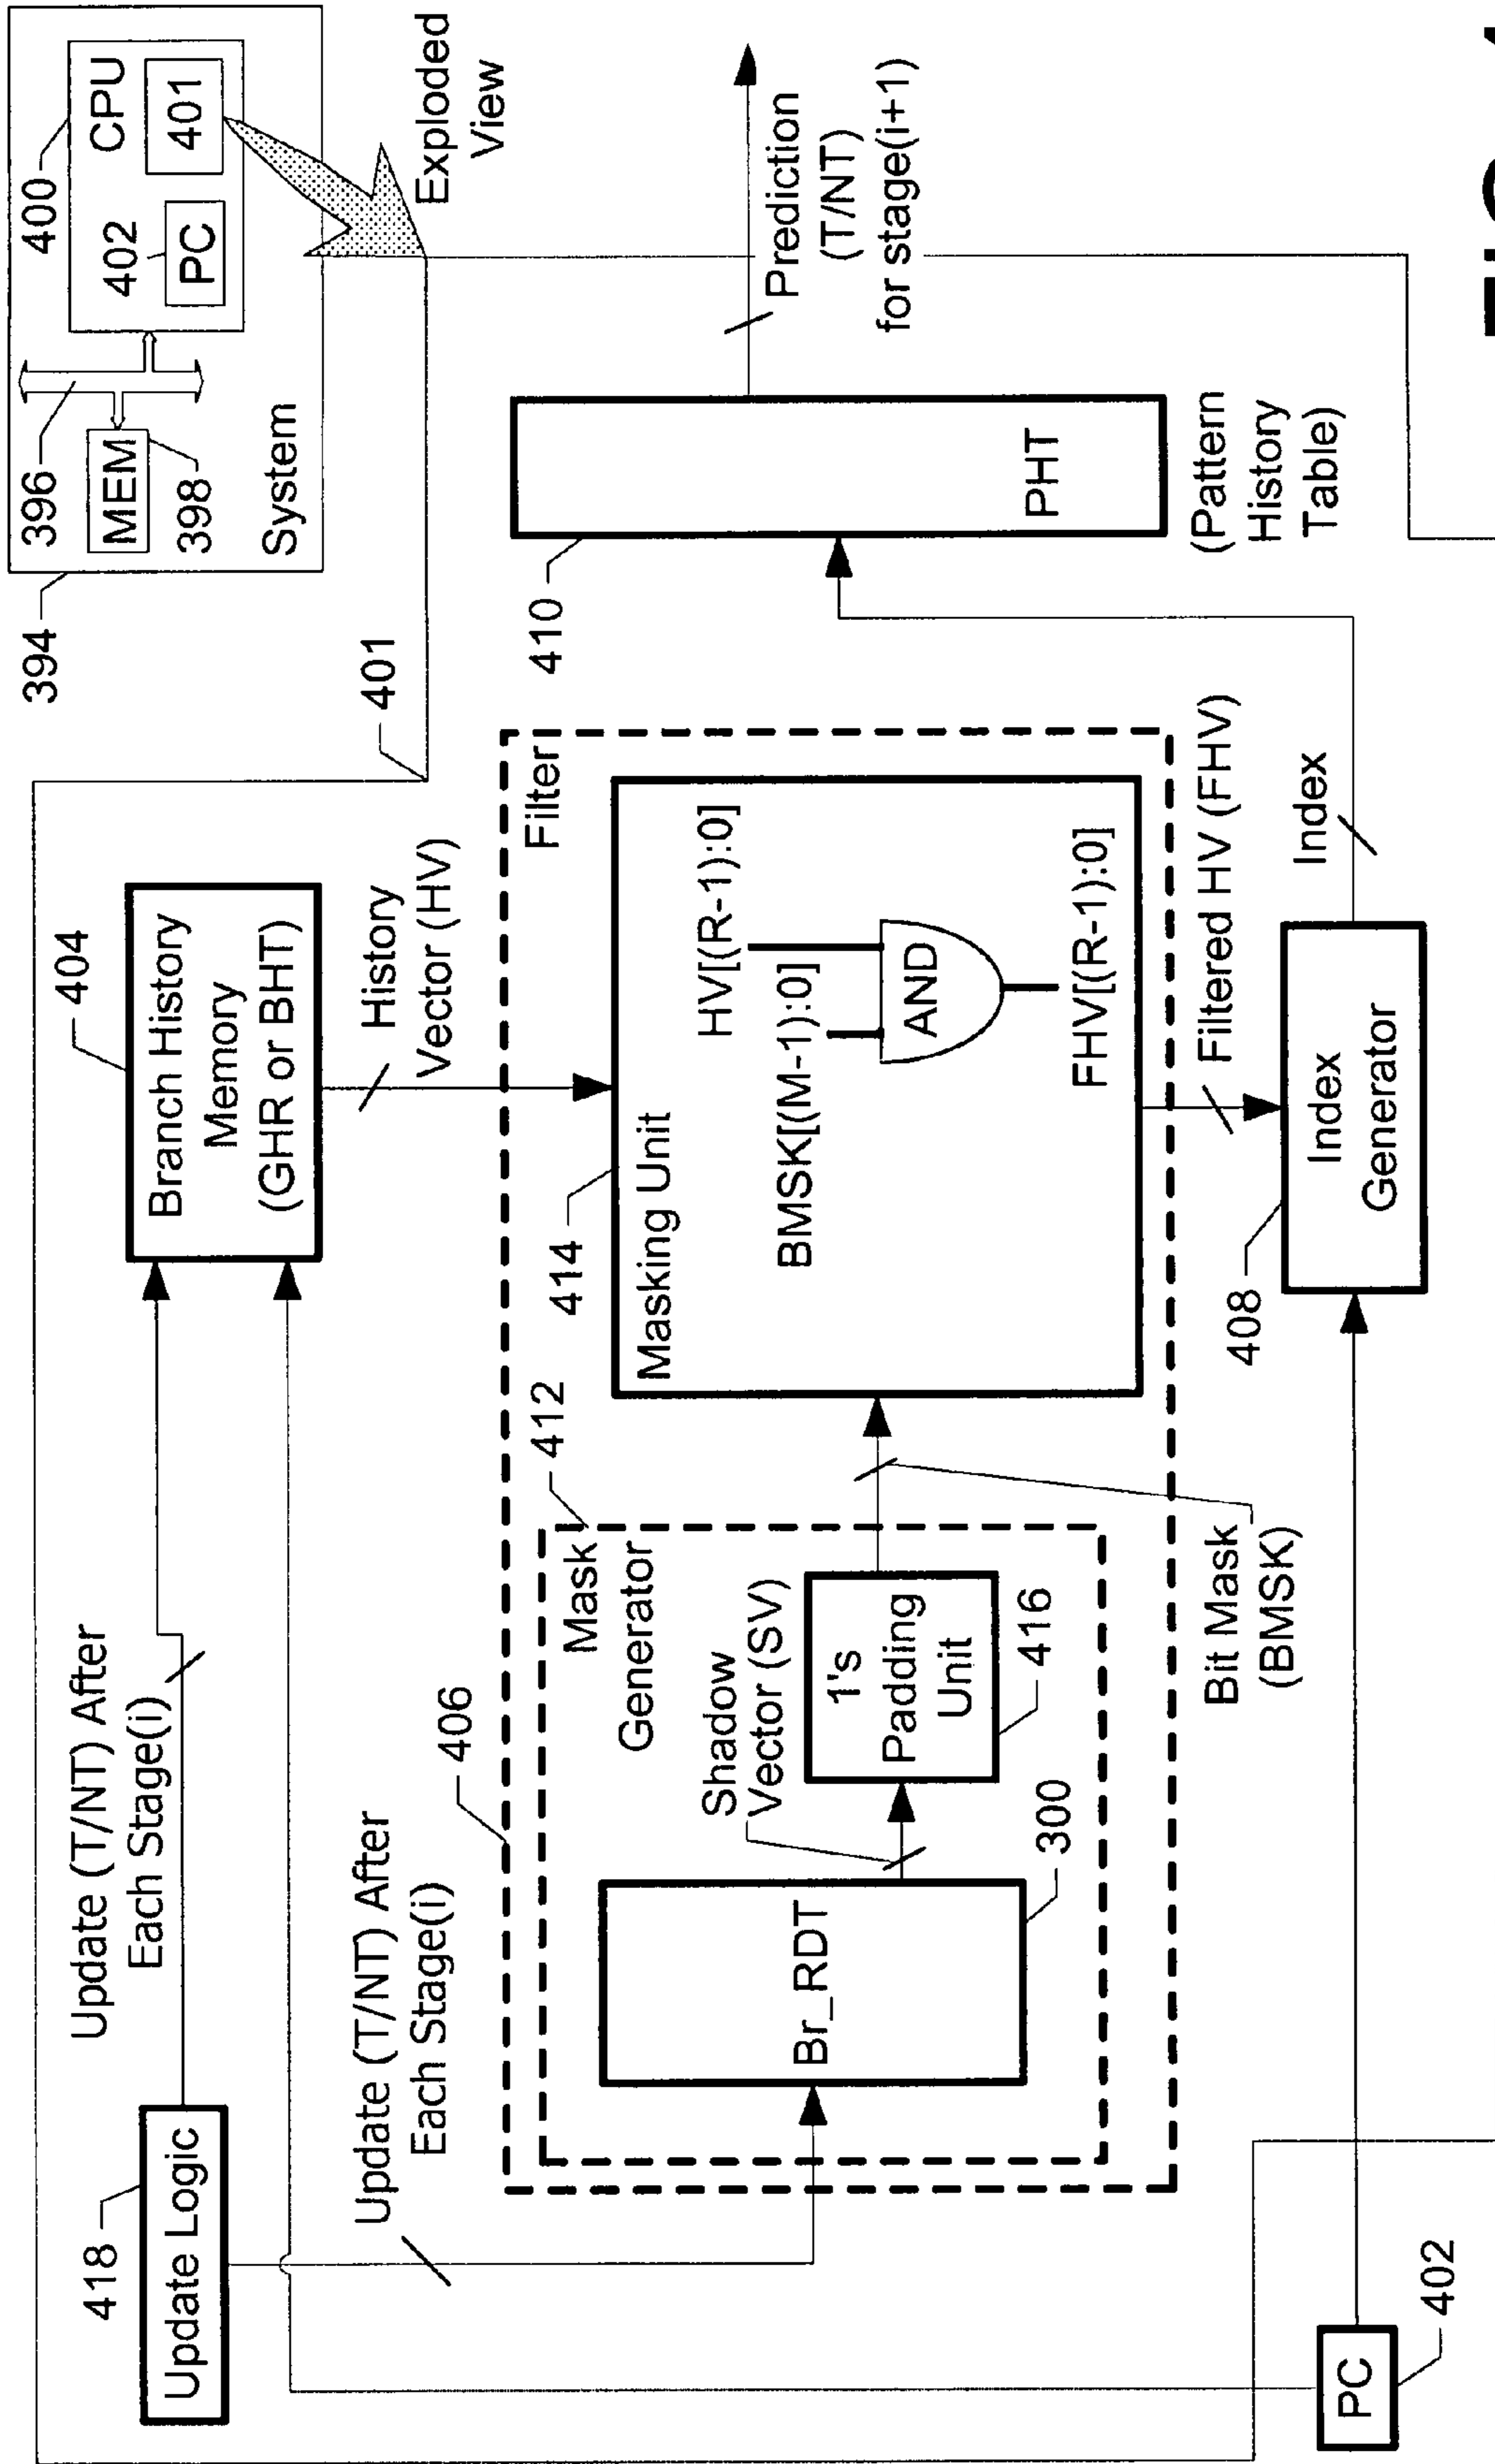 394
396
MEM
398
System
400
CPU
402
PC
401
Exploded
View
401
418
Update Logic
Update (T/NT) After
Each Stage(i)
404
Branch History
Memory
(GHR or BHT)
History
Vector (HV)
Update (T/NT) After
Each Stage(i)
406
Filter
412
Mask
Generator
Br_RDT
300
Shadow
Vector (SV)
1's
Padding
Unit
416
414
Masking Unit
HV[(R-1):0]
BMSK[(M-1):0]
AND
FHV[(R-1):0]
Bit Mask
(BMSK)
Filtered HV (FHV)
408
Index
Generator
Index
PC
402
410
PHT
(Pattern
History
Table)
Prediction
(T/NT)
for stage(i+1)